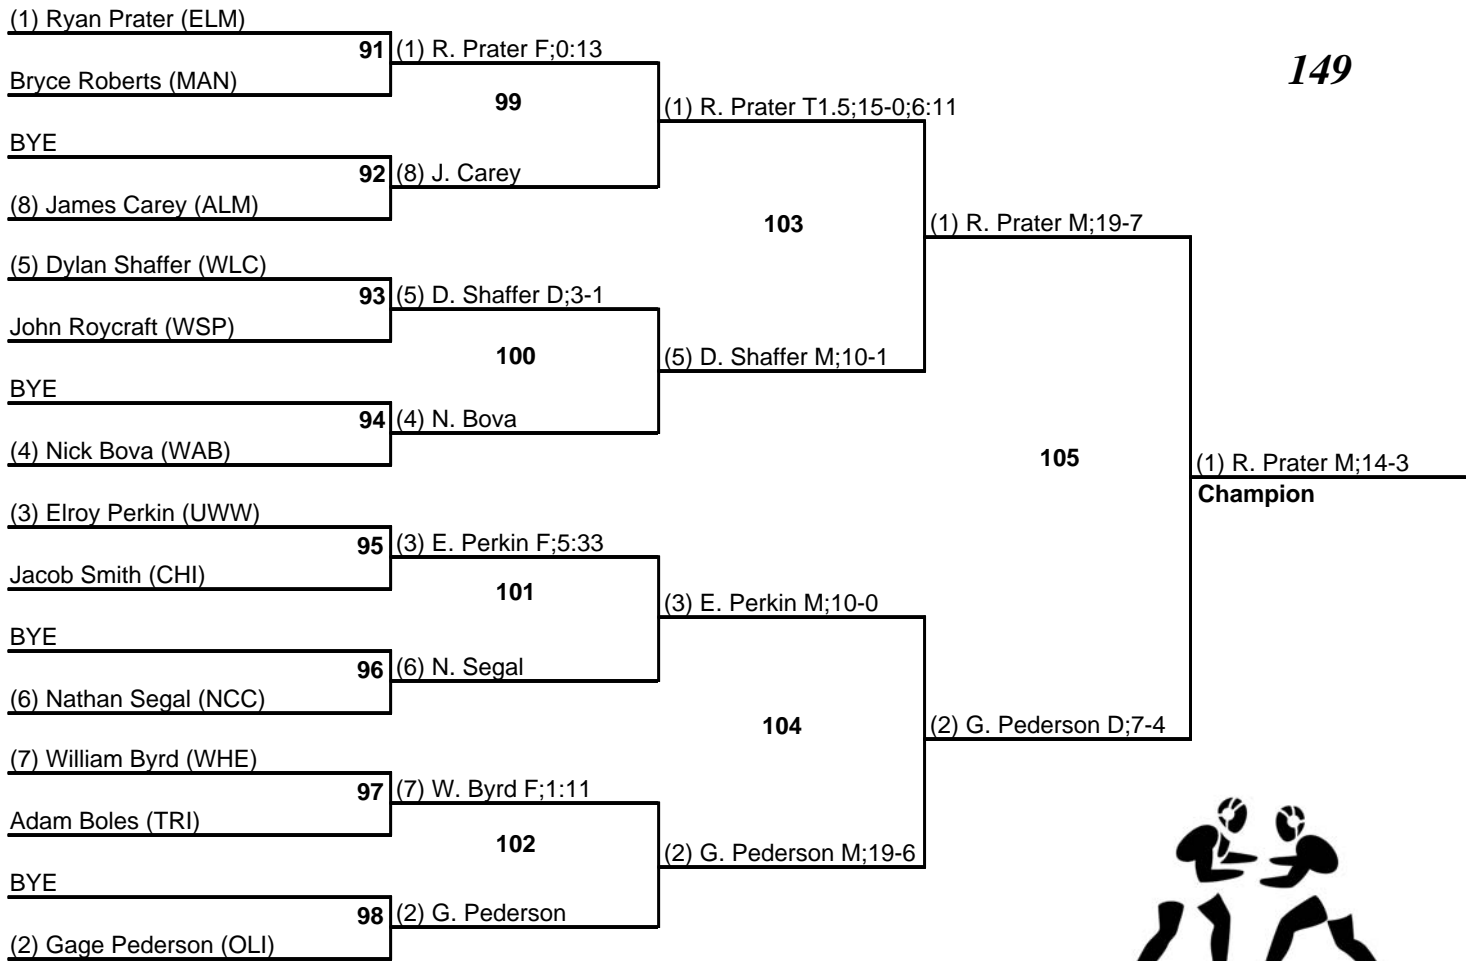 (1) Ryan Prater (ELM)
91 (1) R. Prater F;0:13
149
Bryce Roberts (MAN)
99
(1) R. Prater T1.5;15-0;6:11
BYE
92 (8) J. Carey
(8) James Carey (ALM)
103
(1) R. Prater M;19-7
(5) Dylan Shaffer (WLC)
93 (5) D. Shaffer D;3-1
John Roycraft (WSP)
100
(5) D. Shaffer M;10-1
BYE
94 (4) N. Bova
(4) Nick Bova (WAB)
105
(1) R. Prater M;14-3
Champion
(3) Elroy Perkin (UWW)
95 (3) E. Perkin F;5:33
Jacob Smith (CHI)
101
(3) E. Perkin M;10-0
BYE
96 (6) N. Segal
(6) Nathan Segal (NCC)
104
(2) G. Pederson D;7-4
(7) William Byrd (WHE)
97 (7) W. Byrd F;1:11
Adam Boles (TRI)
102
(2) G. Pederson M;19-6
BYE
98 (2) G. Pederson
(2) Gage Pederson (OLI)